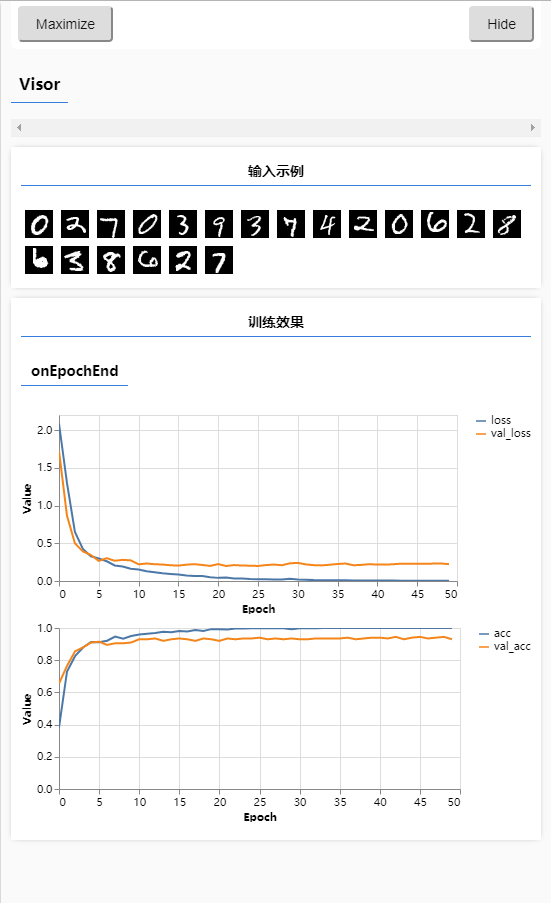 Maximize Hide
Visor
输入示例
0 2 7 0 3 9 3 7 4 2 0 6 2 8
6 3 8 6 2 7
训练效果
onEpochEnd
loss
val_loss
2.0
1.5
1.0
0.5
0.0
Value
0 5 10 15 20 25 30 35 40 45 50
Epoch
acc
val_acc
1.0
0.8
0.6
0.4
0.2
0.0
Value
0 5 10 15 20 25 30 35 40 45 50
Epoch